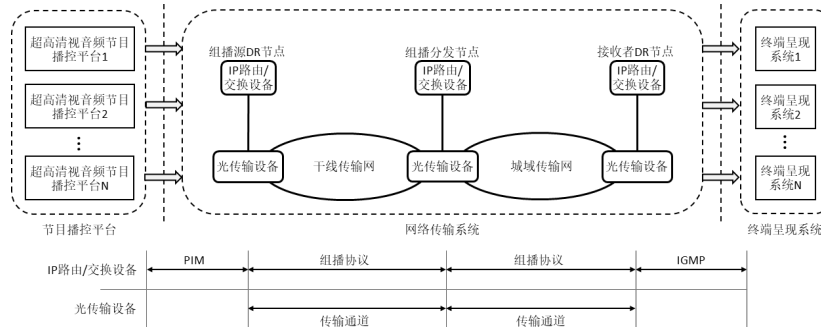 超高清视音频节目
播控平台1
超高清视音频节目
播控平台2
超高清视音频节目
播控平台N
节目播控平台
组播源DR节点
IP路由/
交换设备
组播分发节点
IP路由/
交换设备
接收者DR节点
IP路由/
交换设备
光传输设备
干线传输网
光传输设备
城域传输网
光传输设备
网络传输系统
终端呈现
系统1
终端呈现
系统2
终端呈现
系统N
终端呈现系统
IP路由/交换设备
PIM
组播协议
组播协议
IGMP
光传输设备
传输通道
传输通道